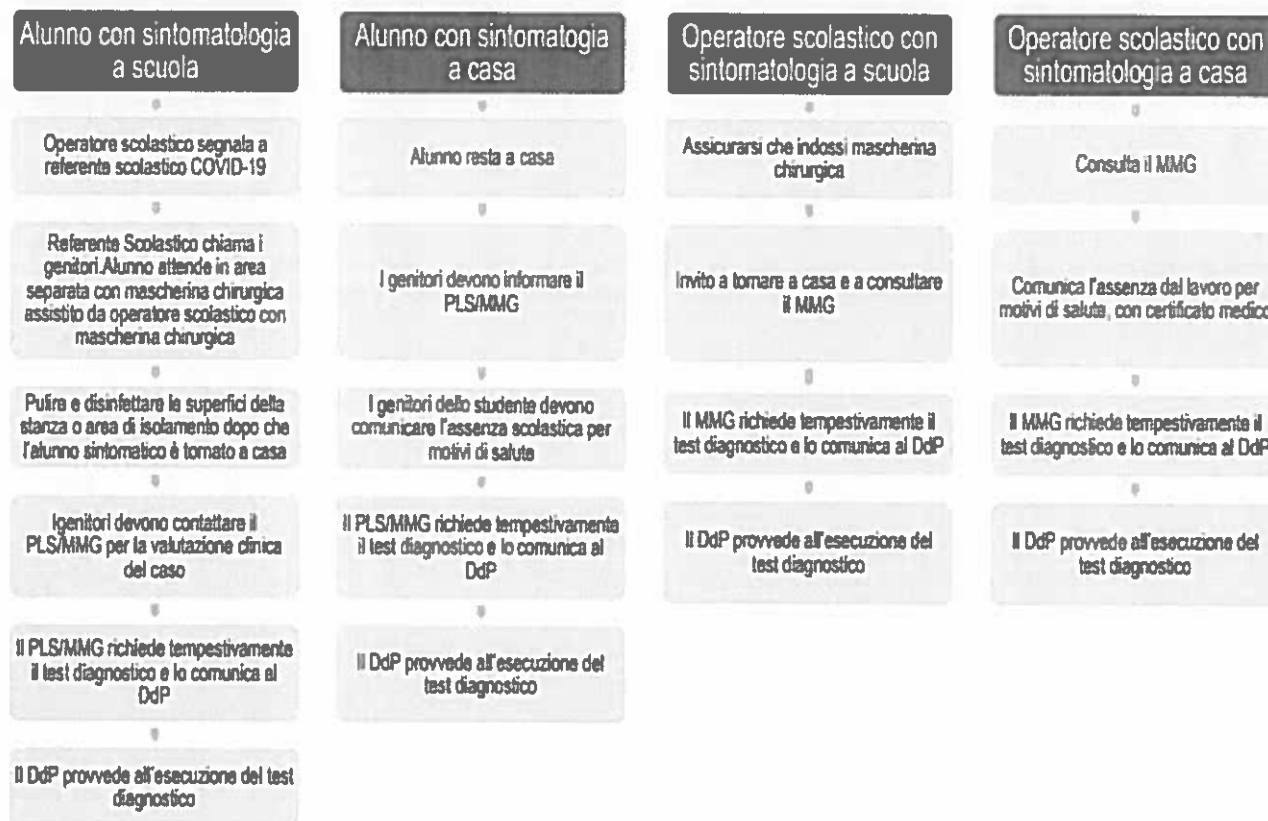 Alunno con sintomatologia
a scuola
Operatore scolastico segnala a
referente scolastico COVID-19
Referente Scolastico chiama i
genitori.Alunno attende in area
separata con mascherina chirurgica
assistito da operatore scolastico con
mascherina chirurgica
Pulire e disinfettare le superfici della
stanza o area di isolamento dopo che
l'alunno sintomatico è tornato a casa
Igenitori devono contattare il
PLS/MMG per la valutazione clinica
del caso
Il PLS/MMG richiede tempestivamente
il test diagnostico e lo comunica al
DdP
Il DdP provvede all'esecuzione del test
diagnostico
Alunno con sintomatogia
a casa
Alunno resta a casa
I genitori devono informare il
PLS/MMG
I genitori dello studente devono
comunicare l'assenza scolastica per
motivi di salute
Il PLS/MMG richiede tempestivamente
il test diagnostico e lo comunica al
DdP
Il DdP provvede all'esecuzione del
test diagnostico
Operatore scolastico con
sintomatologia a scuola
Assicurarsi che indossi mascherina
chirurgica
Invito a tornare a casa e a consultare
il MMG
Il MMG richiede tempestivamente il
test diagnostico e lo comunica al DdP
Il DdP provvede all'esecuzione del
test diagnostico
Operatore scolastico con
sintomatologia a casa
Consulta il MMG
Comunica l'assenza dal lavoro per
motivi di salute, con certificato medico
Il MMG richiede tempestivamente il
test diagnostico e lo comunica al DdP
Il DdP provvede all'esecuzione del
test diagnostico